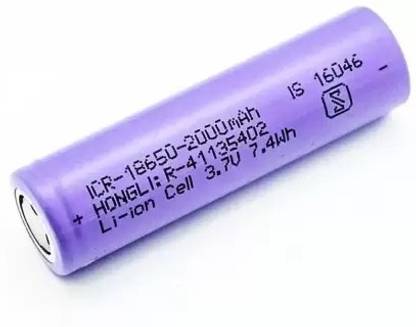 ICR-18650-2000mAh
+ HONGLI:R-41135402
Li-ion Cell 3.7V 7.4Wh
IS 16046
-